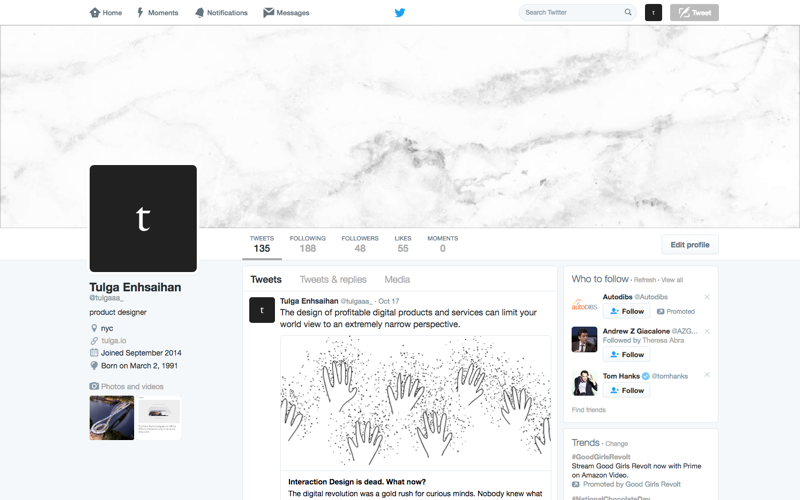 Home
Moments
Notifications
Messages
Search Twitter
t
Tweet
t
TWEETS
135
FOLLOWING
188
FOLLOWERS
48
LIKES
55
MOMENTS
0
Edit profile
Tulga Enhsaihan
@tulgaaa_
product designer
nyc
tulga.io
Joined September 2014
Born on March 2, 1991
Photos and videos
Tweets
Tweets & replies
Media
t
Tulga Enhsaihan @tulgaaa_ · Oct 17
The design of profitable digital products and services can limit your
world view to an extremely narrow perspective.
Interaction Design is dead. What now?
The digital revolution was a gold rush for curious minds. Nobody knew what
Who to follow · Refresh · View all
autoDIBS
Autodibs @Autodibs
Follow
Promoted
Andrew Z Giacalone @AZG...
Followed by Theresa Abra
Follow
Tom Hanks @tomhanks
Follow
Find friends
Trends · Change
#GoodGirlsRevolt
Stream Good Girls Revolt now with Prime
on Amazon Video.
Promoted by Good Girls Revolt
#NationalChocolateDay